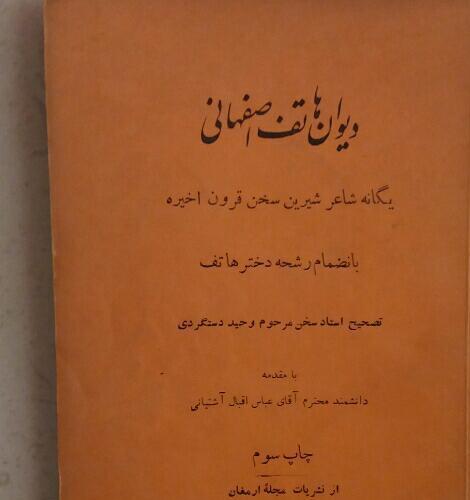 دیوان هاتف اصفهانی
یگانه شاعر شیرین سخن قرون اخیره
بانضمام رشحه دختر هاتف
تصحیح استاد سخن مرحوم وحید دستگردی
با مقدمه
دانشمند محترم آقای عباس اقبال آشتیانی
چاپ سوم
از نشریات مجلهٔ ارمغان